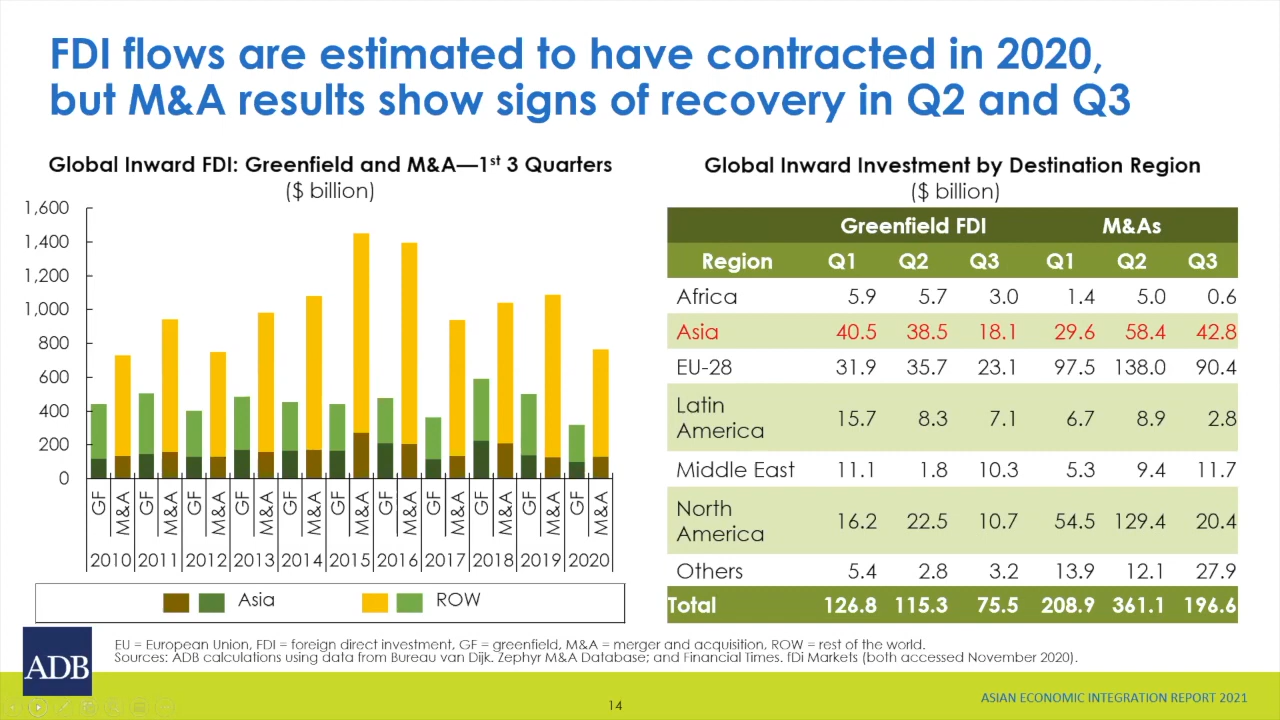 FDI flows are estimated to have contracted in 2020,
but M&A results show signs of recovery in Q2 and Q3
Global Inward FDI: Greenfield and M&A—1st 3 Quarters
($ billion)
1,600
1,400
1,200
1,000
800
600
400
200
0
GF M&A GF M&A GF M&A GF M&A GF M&A GF M&A GF M&A GF M&A GF M&A GF M&A GF M&A
2010 2011 2012 2013 2014 2015 2016 2017 2018 2019 2020
Asia ROW
Global Inward Investment by Destination Region
($ billion)
Greenfield FDI M&As
Region Q1 Q2 Q3 Q1 Q2 Q3
Africa 5.9 5.7 3.0 1.4 5.0 0.6
Asia 40.5 38.5 18.1 29.6 58.4 42.8
EU-28 31.9 35.7 23.1 97.5 138.0 90.4
Latin
America 15.7 8.3 7.1 6.7 8.9 2.8
Middle East 11.1 1.8 10.3 5.3 9.4 11.7
North
America 16.2 22.5 10.7 54.5 129.4 20.4
Others 5.4 2.8 3.2 13.9 12.1 27.9
Total 126.8 115.3 75.5 208.9 361.1 196.6
EU = European Union, FDI = foreign direct investment, GF = greenfield, M&A = merger and acquisition, ROW = rest of the world.
Sources: ADB calculations using data from Bureau van Dijk. Zephyr M&A Database; and Financial Times. fDi Markets (both accessed November 2020).
ADB
14
ASIAN ECONOMIC INTEGRATION REPORT 2021